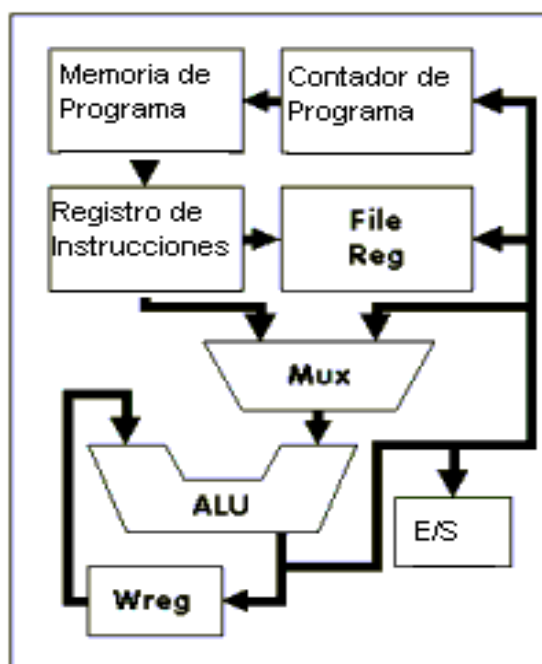 Memoria de
Programa
Contador de
Programa
Registro de
Instrucciones
File
Reg
Mux
ALU
E/S
Wreg